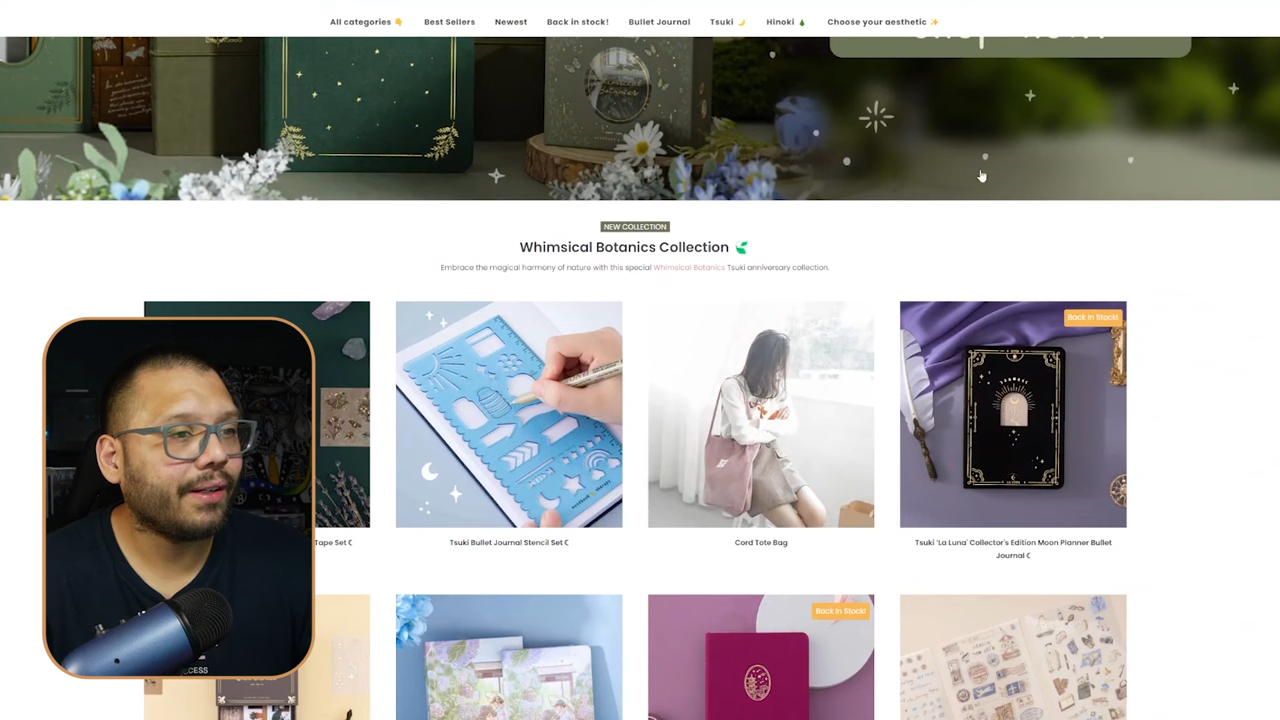 All categories 👇 Best Sellers Newest Back in stock! Bullet Journal Tsuki 🌙 Hinoki 🌲 Choose your aesthetic ✨
NEW COLLECTION
Whimsical Botanics Collection 🌿
Embrace the magical harmony of nature with this special Whimsical Botanics Tsuki anniversary collection.
Back In Stock!
Tape Set ☾
Tsuki Bullet Journal Stencil Set ☾
Cord Tote Bag
Tsuki 'La Luna' Collector's Edition Moon Planner Bullet
Journal ☾
Back In Stock!